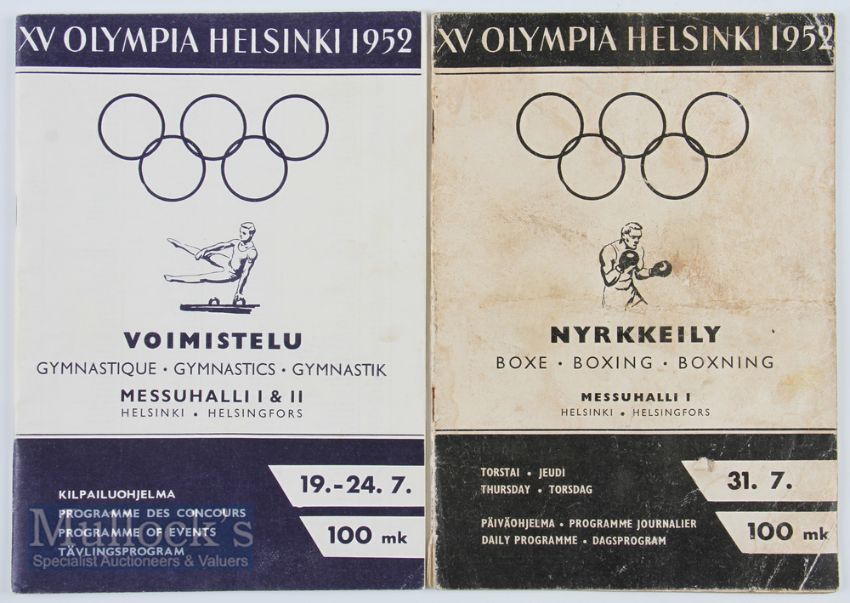 XV OLYMPIA HELSINKI 1952
VOIMISTELU
GYMNASTIQUE • GYMNASTICS • GYMNASTIK
MESSUHALLI I & II
HELSINKI • HELSINGFORS
19.-24. 7.
KILPAILUOHJELMA
PROGRAMME DES CONCOURS
PROGRAMME OF EVENTS
TÄVLINGSPROGRAM
100 mk
Mullock's
Specialist Auctioneers & Valuers
XV OLYMPIA HELSINKI 1952
NYRKKEILY
BOXE • BOXING • BOXNING
MESSUHALLI I
HELSINKI • HELSINGFORS
TORSTAI • JEUDI
THURSDAY • TORSDAG
31. 7.
PÄIVÄOHJELMA • PROGRAMME JOURNALIER
DAILY PROGRAMME • DAGSPROGRAM
100 mk